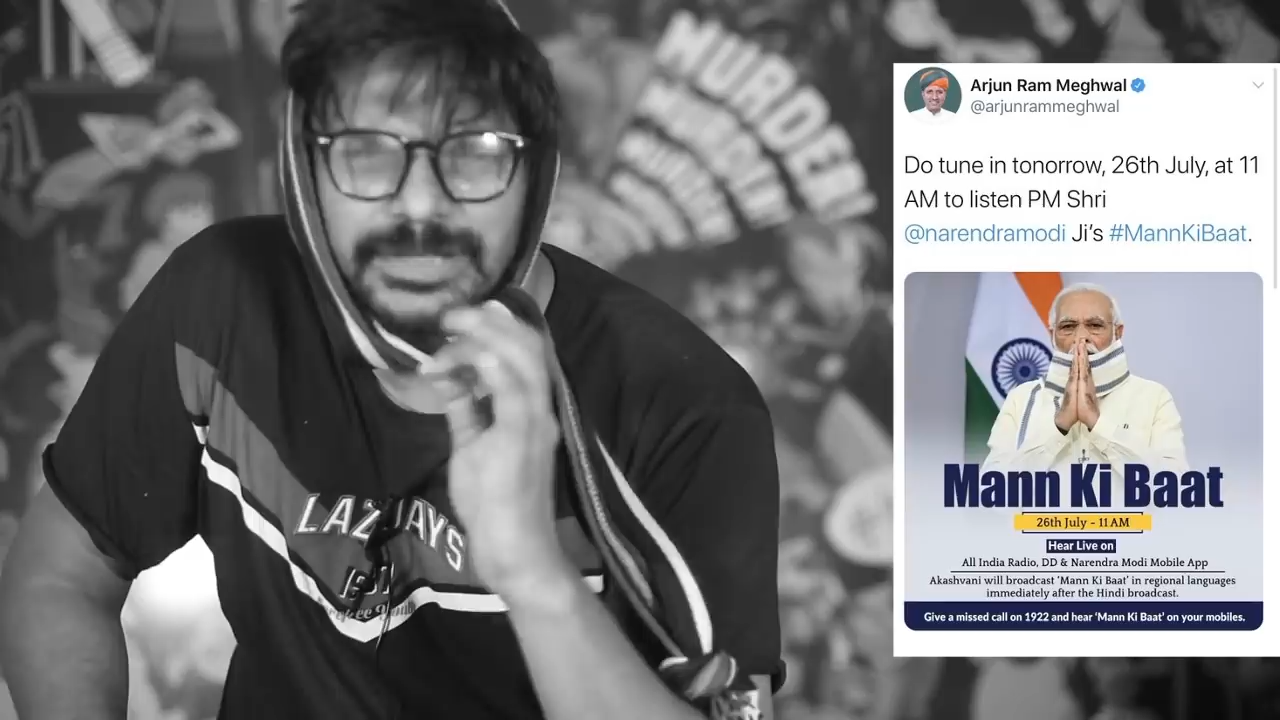 MURDER!
LAZ JAYS
Arjun Ram Meghwal
@arjunrammeghwal
Do tune in tomorrow, 26th July, at 11
AM to listen PM Shri
@narendramodi Ji’s #MannKiBaat.
Mann Ki Baat
26th July - 11 AM
Hear Live on
All India Radio, DD & Narendra Modi Mobile App
Akashvani will broadcast ‘Mann Ki Baat’ in regional languages
immediately after the Hindi broadcast.
Give a missed call on 1922 and hear ‘Mann Ki Baat’ on your mobiles.